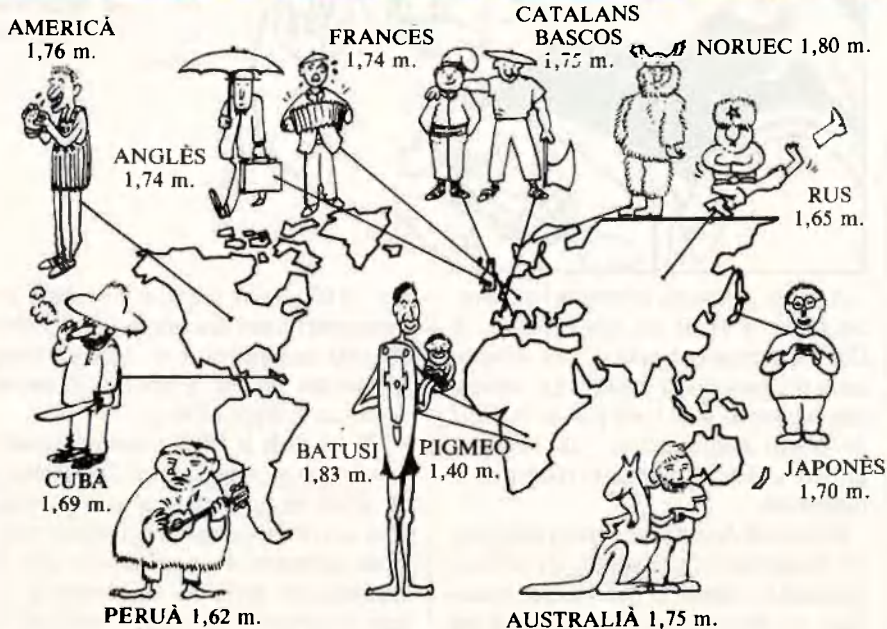 AMERICÀ
1,76 m.
FRANCES
1,74 m.
CATALANS
BASCOS
1,75 m.
NORUEC 1,80 m.
ANGLÈS
1,74 m.
RUS
1,65 m.
CUBÀ
1,69 m.
BATUSI
1,83 m.
PIGMEO
1,40 m.
JAPONÈS
1,70 m.
PERUÀ 1,62 m.
AUSTRALIÀ 1,75 m.